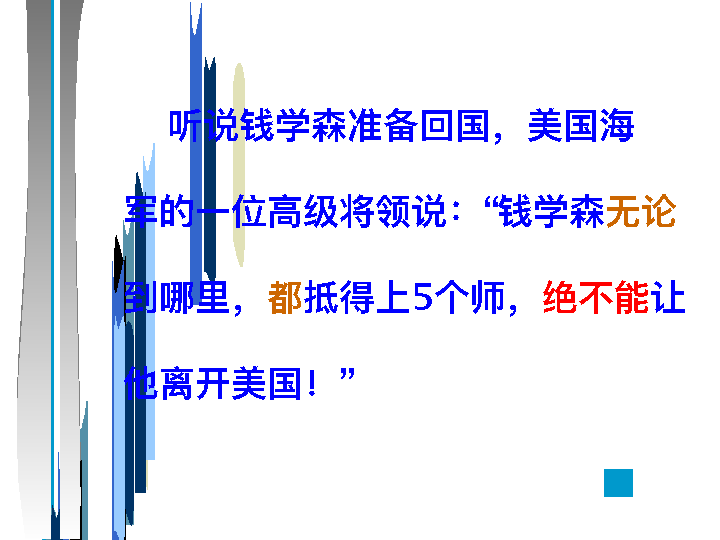 听说钱学森准备回国，美国海
军的一位高级将领说：“钱学森无论
到哪里，都抵得上5个师，绝不能让
他离开美国！”